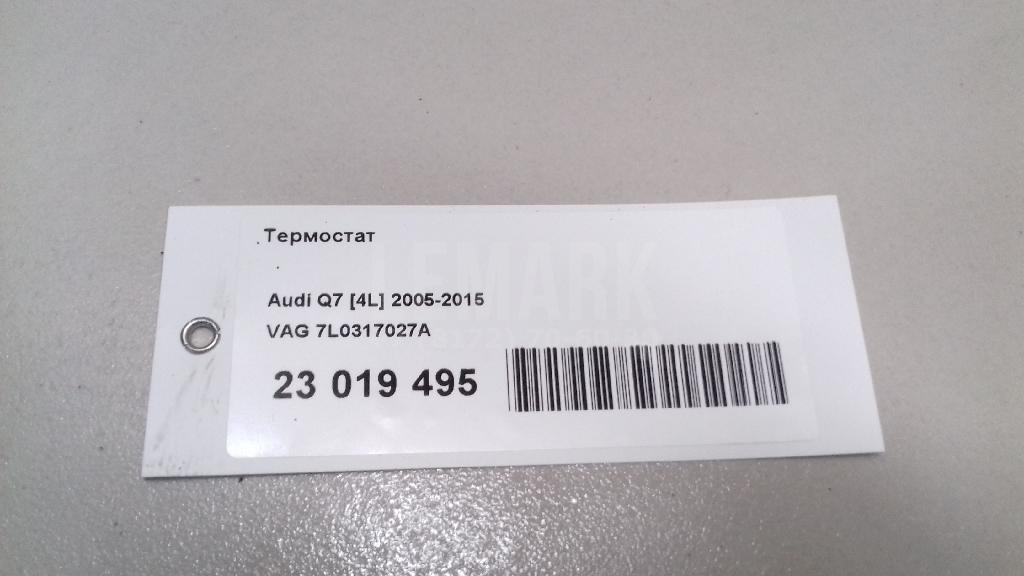 Термостат
LEMARK
Audi Q7 [4L] 2005-2015
VAG 7L0317027A
23 019 495